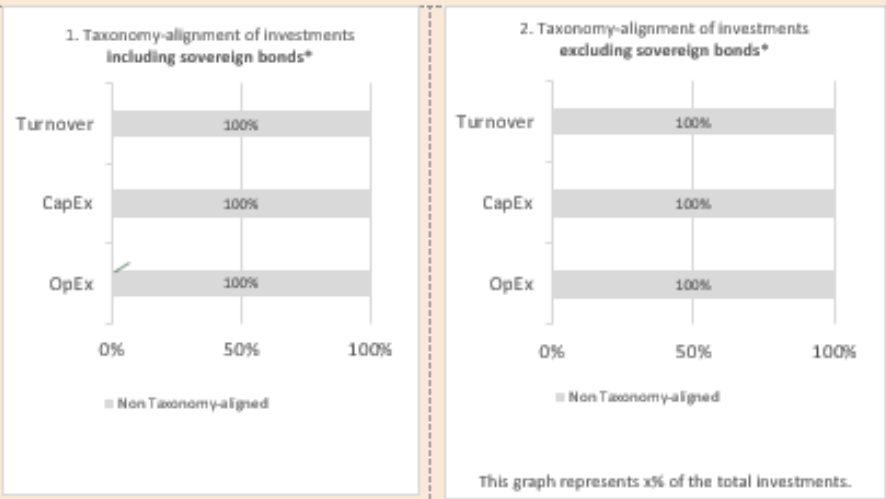 1. Taxonomy-alignment of investments
including sovereign bonds*
Turnover
100%
CapEx
100%
OpEx
100%
0% 50% 100%
Non Taxonomy-aligned
2. Taxonomy-alignment of investments
excluding sovereign bonds*
Turnover
100%
CapEx
100%
OpEx
100%
0% 50% 100%
Non Taxonomy-aligned
This graph represents x% of the total investments.